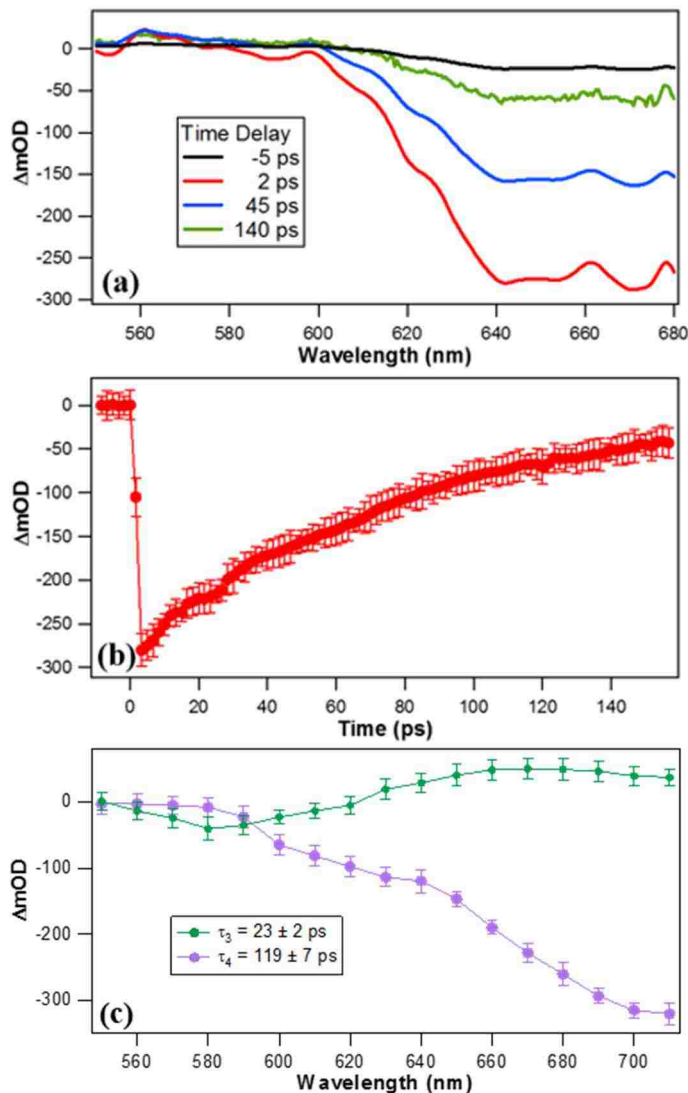 0
-50
-100
-150
-200
-250
-300
ΔmOD
Time Delay
-5 ps
2 ps
45 ps
140 ps
(a)
560 580 600 620 640 660 680
Wavelength (nm)
0
-50
-100
-150
-200
-250
-300
ΔmOD
(b)
0 20 40 60 80 100 120 140
Time (ps)
0
-100
-200
-300
ΔmOD
τ3 = 23 ± 2 ps
τ4 = 119 ± 7 ps
(c)
560 580 600 620 640 660 680 700
Wavelength (nm)